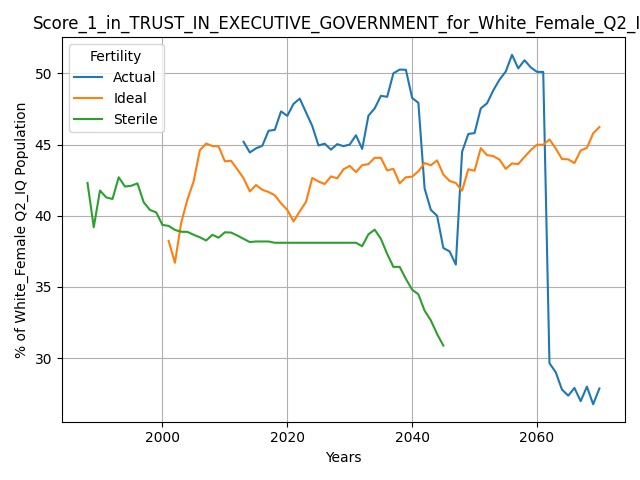 Score_1_in_TRUST_IN_EXECUTIVE_GOVERNMENT_for_White_Female_Q2_I
Fertility
Actual
Ideal
Sterile
% of White_Female Q2_IQ Population
50
45
40
35
30
2000
2020
2040
2060
Years